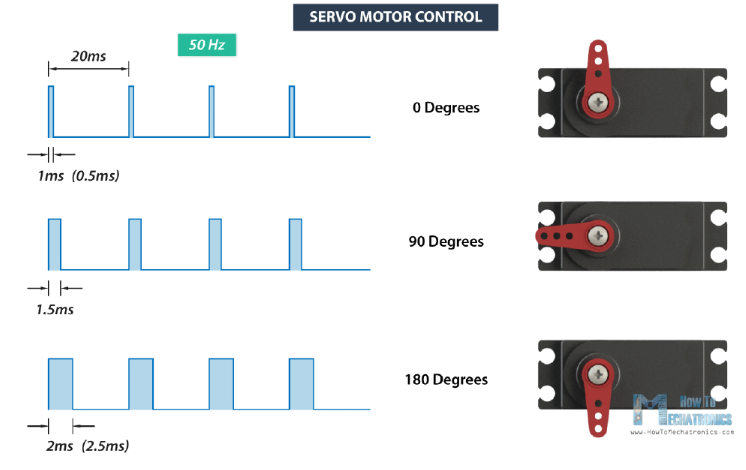 SERVO MOTOR CONTROL
50 Hz
20ms
0 Degrees
1ms (0.5ms)
90 Degrees
1.5ms
180 Degrees
HOW TO
MECHATRONICS
www.HowToMechatronics.com
2ms (2.5ms)